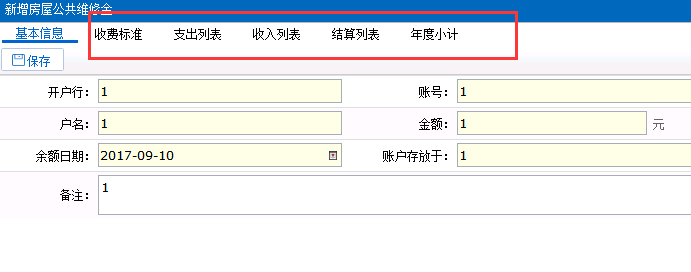 新增房屋公共维修金
基本信息 收费标准 支出列表 收入列表 结算列表 年度小计
保存
开户行: 1 账号: 1
户名: 1 金额: 1 元
余额日期: 2017-09-10 账户存放于: 1
备注: 1